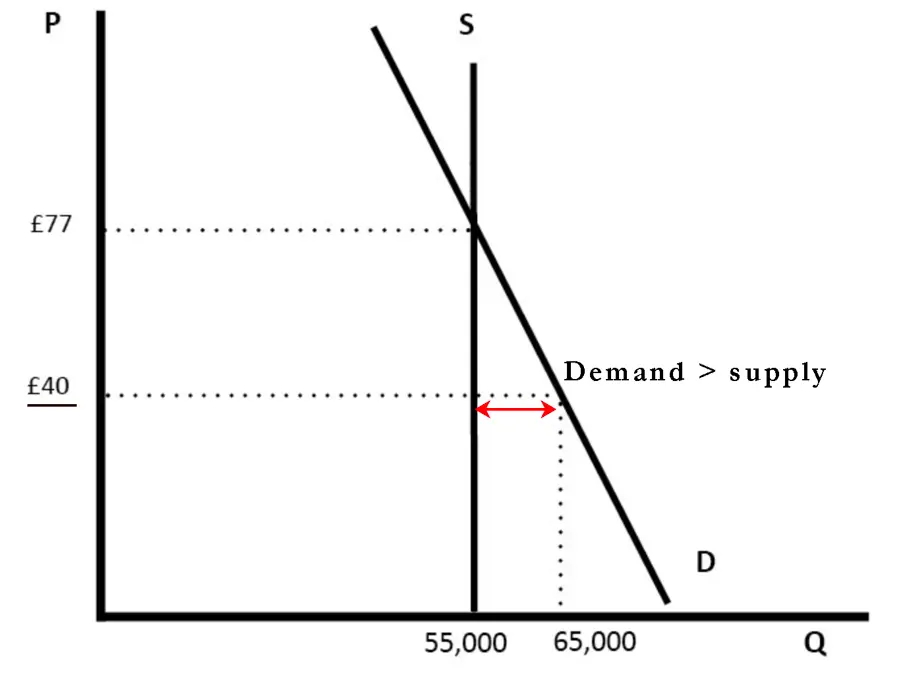 P
S
£77
Demand > supply
£40
D
55,000
65,000
Q